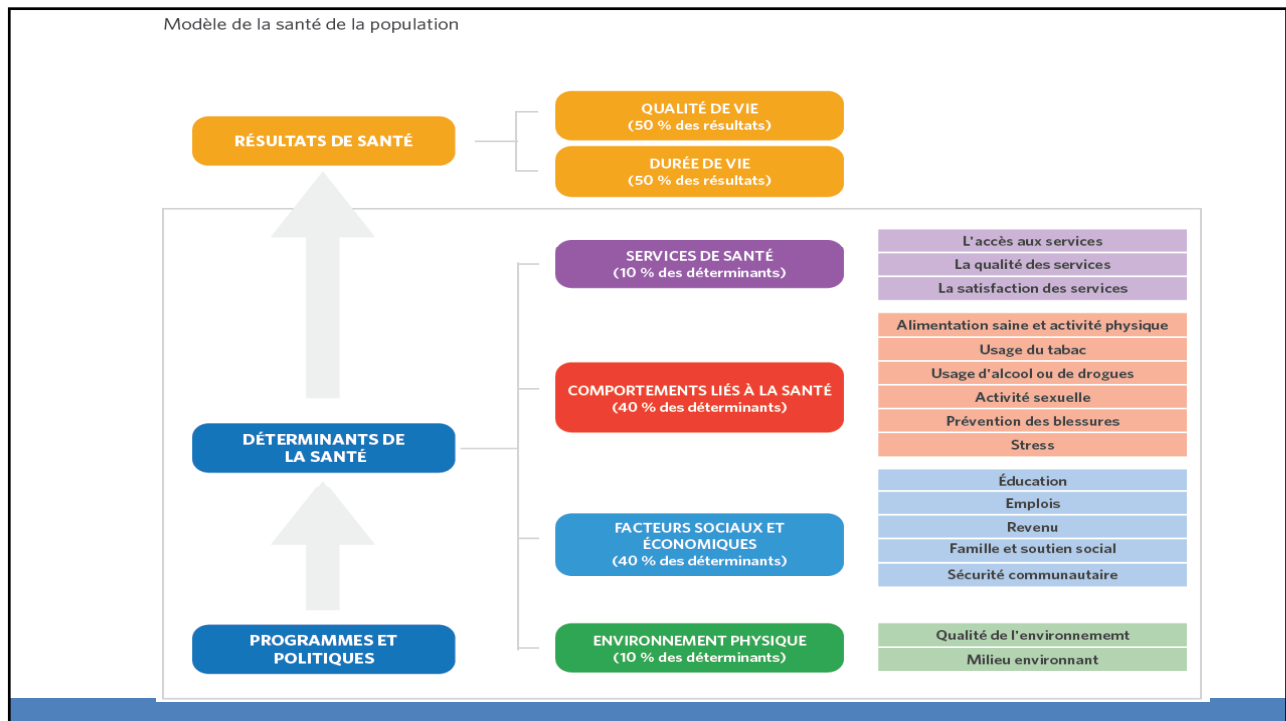 Modèle de la santé de la population
RÉSULTATS DE SANTÉ
QUALITÉ DE VIE
(50 % des résultats)
DURÉE DE VIE
(50 % des résultats)
DÉTERMINANTS DE
LA SANTÉ
SERVICES DE SANTÉ
(10 % des déterminants)
L'accès aux services
La qualité des services
La satisfaction des services
COMPORTEMENTS LIÉS À LA SANTÉ
(40 % des déterminants)
Alimentation saine et activité physique
Usage du tabac
Usage d'alcool ou de drogues
Activité sexuelle
Prévention des blessures
Stress
FACTEURS SOCIAUX ET
ÉCONOMIQUES
(40 % des déterminants)
Éducation
Emplois
Revenu
Famille et soutien social
Sécurité communautaire
PROGRAMMES ET
POLITIQUES
ENVIRONNEMENT PHYSIQUE
(10 % des déterminants)
Qualité de l'environnememt
Milieu environnant